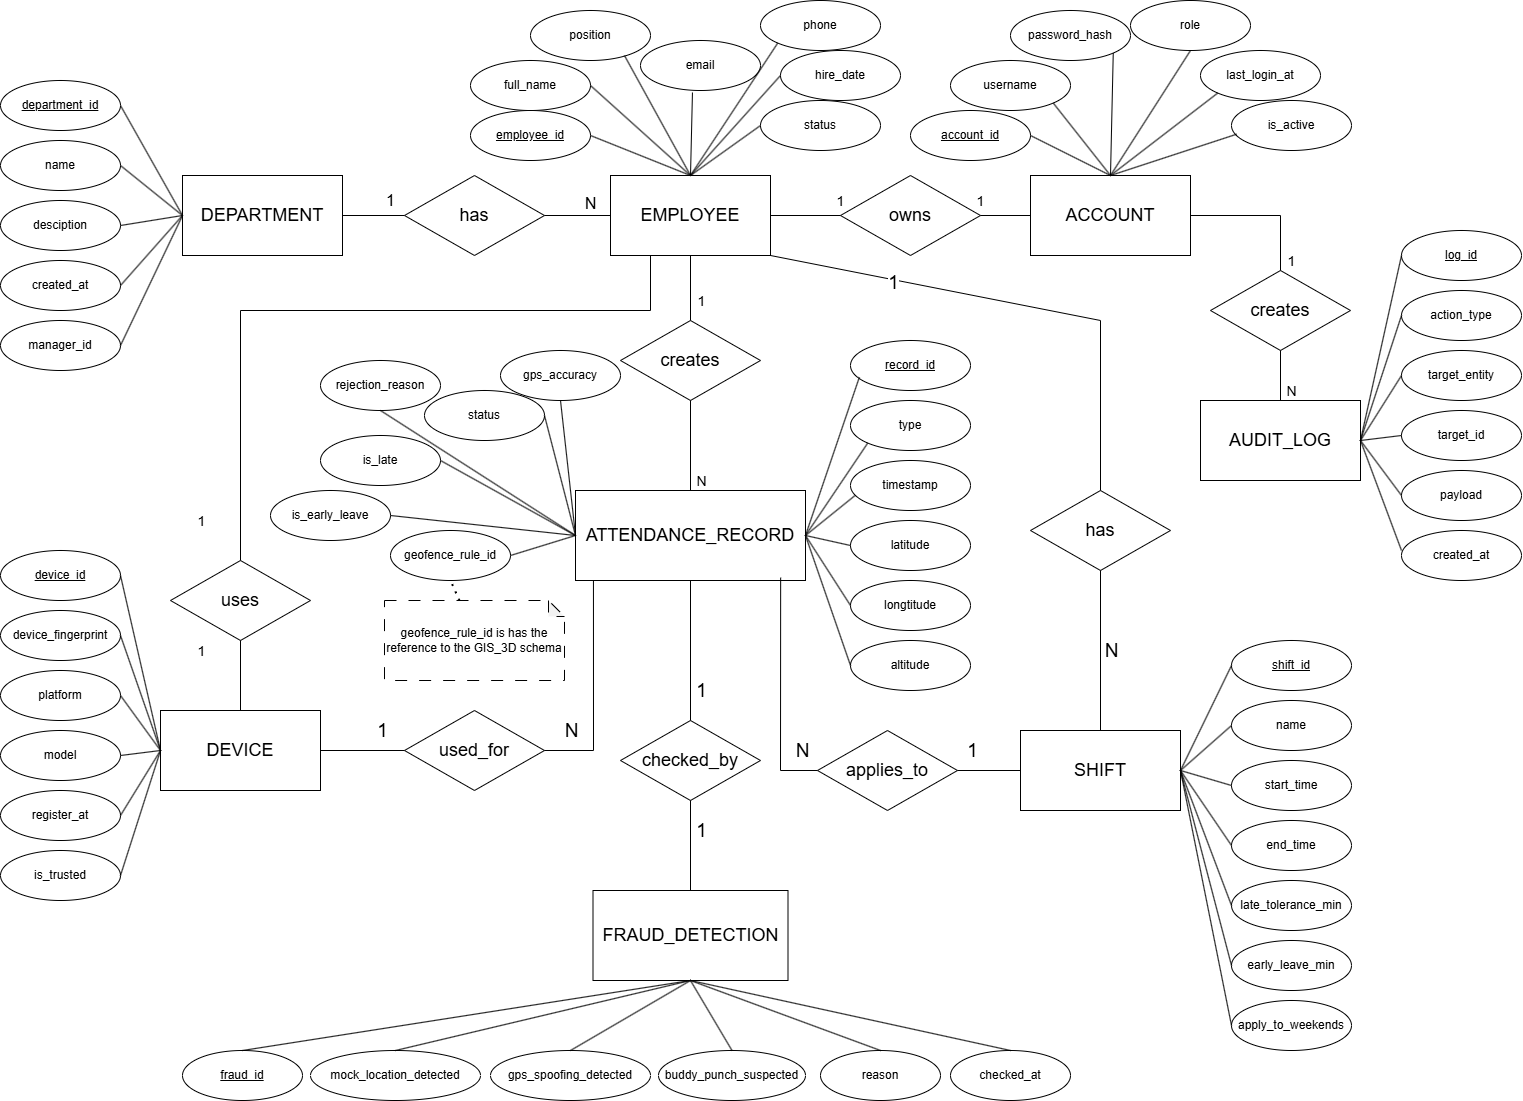 position
phone
email
full_name
hire_date
employee_id
status
password_hash
role
username
last_login_at
account_id
is_active
department_id
name
desciption
created_at
manager_id
DEPARTMENT
1
has
N
EMPLOYEE
1
owns
1
ACCOUNT
1
creates
N
AUDIT_LOG
log_id
action_type
target_entity
target_id
payload
created_at
1
creates
N
1
has
N
rejection_reason
gps_accuracy
status
is_late
is_early_leave
geofence_rule_id
geofence_rule_id is has the
reference to the GIS_3D schema
ATTENDANCE_RECORD
record_id
type
timestamp
latitude
longtitude
altitude
1
uses
1
device_id
device_fingerprint
platform
model
register_at
is_trusted
DEVICE
1
used_for
N
1
checked_by
1
N
applies_to
1
SHIFT
shift_id
name
start_time
end_time
late_tolerance_min
early_leave_min
apply_to_weekends
FRAUD_DETECTION
fraud_id
mock_location_detected
gps_spoofing_detected
buddy_punch_suspected
reason
checked_at